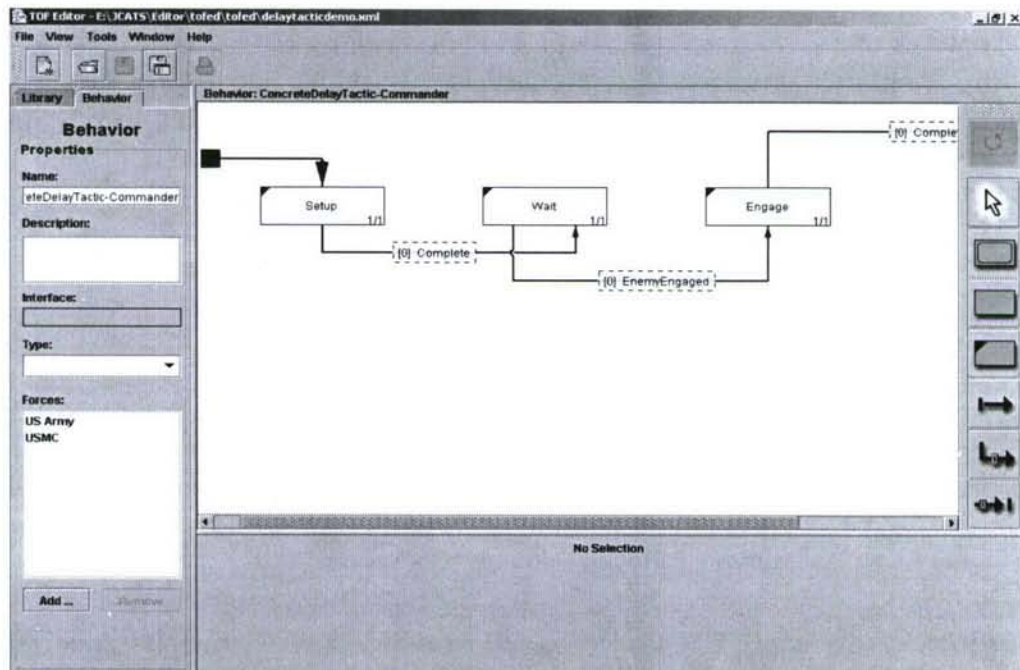 TOF Editor - E:\JCATS\EdItor\tofed\tofed\delaytacticdemo.xml
File View Tools Window Help
Library Behavior
Behavior: ConcreteDelayTactic-Commander
Behavior
Properties
Name:
eteDelayTactic-Commander
Description:
Interface:
Type:
Forces:
US Army
USMC
Add ... Remove
[0] Comple
Setup
1/1
Wait
1/1
Engage
1/1
[0] Complete
[0] EnemyEngaged
No Selection